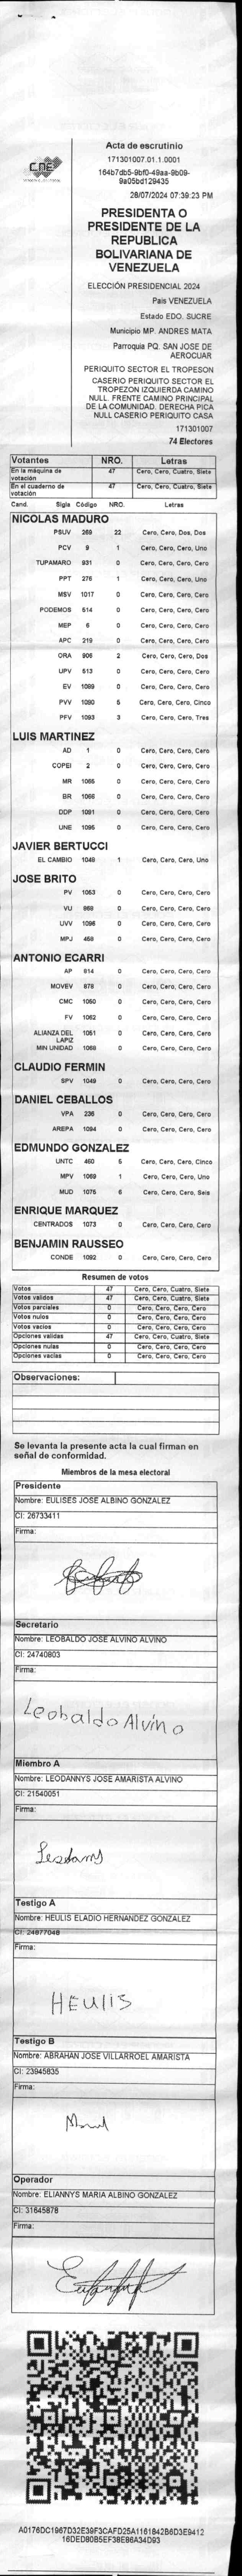 CNE
Acta de escrutinio
171301007.01.1.0001
164b7db5-9bf0-49aa-9b09-
9a05bd129435
28/07/2024 07:39:23 PM
PRESIDENTA O
PRESIDENTE DE LA
REPUBLICA
BOLIVARIANA DE
VENEZUELA
ELECCIÓN PRESIDENCIAL 2024
Pais VENEZUELA
Estado EDO. SUCRE
Municipio MP. ANDRES MATA
Parroquia PQ. SAN JOSE DE
AEROCUAR
PERIQUITO SECTOR EL TROPESON
CASERIO PERIQUITO SECTOR EL
TROPEZON IZQUIERDA CAMINO
NULL. FRENTE CAMINO PRINCIPAL
DE LA COMUNIDAD. DERECHA PICA
NULL CASERIO PERIQUITO CASA
171301007
74 Electores
Votantes NRO. Letras
En la máquina de votación 47 Cero, Cero, Cuatro, Siete
En el cuaderno de votación 47 Cero, Cero, Cuatro, Siete
Cand. Sigla Código NRO. Letras
NICOLAS MADURO
PSUV 269 22 Cero, Cero, Dos, Dos
PCV 9 1 Cero, Cero, Cero, Uno
TUPAMARO 931 0 Cero, Cero, Cero, Cero
PPT 276 1 Cero, Cero, Cero, Uno
MSV 1017 0 Cero, Cero, Cero, Cero
PODEMOS 514 0 Cero, Cero, Cero, Cero
MEP 6 0 Cero, Cero, Cero, Cero
APC 219 0 Cero, Cero, Cero, Cero
ORA 906 2 Cero, Cero, Cero, Dos
UPV 513 0 Cero, Cero, Cero, Cero
EV 1089 0 Cero, Cero, Cero, Cero
PVV 1090 5 Cero, Cero, Cero, Cinco
PFV 1093 3 Cero, Cero, Cero, Tres
LUIS MARTINEZ
AD 1 0 Cero, Cero, Cero, Cero
COPEI 2 0 Cero, Cero, Cero, Cero
MR 1065 0 Cero, Cero, Cero, Cero
BR 1066 0 Cero, Cero, Cero, Cero
DDP 1091 0 Cero, Cero, Cero, Cero
UNE 1095 0 Cero, Cero, Cero, Cero
JAVIER BERTUCCI
EL CAMBIO 1048 1 Cero, Cero, Cero, Uno
JOSE BRITO
PV 1053 0 Cero, Cero, Cero, Cero
VU 968 0 Cero, Cero, Cero, Cero
UVV 1096 0 Cero, Cero, Cero, Cero
MPJ 458 0 Cero, Cero, Cero, Cero
ANTONIO ECARRI
AP 814 0 Cero, Cero, Cero, Cero
MOVEV 878 0 Cero, Cero, Cero, Cero
CMC 1050 0 Cero, Cero, Cero, Cero
FV 1062 0 Cero, Cero, Cero, Cero
ALIANZA DEL LAPIZ 1051 0 Cero, Cero, Cero, Cero
MIN UNIDAD 1068 0 Cero, Cero, Cero, Cero
CLAUDIO FERMIN
SPV 1049 0 Cero, Cero, Cero, Cero
DANIEL CEBALLOS
VPA 236 0 Cero, Cero, Cero, Cero
AREPA 1094 0 Cero, Cero, Cero, Cero
EDMUNDO GONZALEZ
UNTC 460 5 Cero, Cero, Cero, Cinco
MPV 1069 1 Cero, Cero, Cero, Uno
MUD 1075 6 Cero, Cero, Cero, Seis
ENRIQUE MARQUEZ
CENTRADOS 1073 0 Cero, Cero, Cero, Cero
BENJAMIN RAUSSEO
CONDE 1092 0 Cero, Cero, Cero, Cero
Resumen de votos
Votos 47 Cero, Cero, Cuatro, Siete
Votos validos 47 Cero, Cero, Cuatro, Siete
Votos parciales 0 Cero, Cero, Cero, Cero
Votos nulos 0 Cero, Cero, Cero, Cero
Votos vacios 0 Cero, Cero, Cero, Cero
Opciones validas 47 Cero, Cero, Cuatro, Siete
Opciones nulas 0 Cero, Cero, Cero, Cero
Opciones vacias 0 Cero, Cero, Cero, Cero
Observaciones:
Se levanta la presente acta la cual firman en
señal de conformidad.
Miembros de la mesa electoral
Presidente
Nombre: EULISES JOSE ALBINO GONZALEZ
CI: 26733411
Firma:
Secretario
Nombre: LEOBALDO JOSE ALVINO ALVINO
CI: 24740803
Firma:
Leobaldo Alvino
Miembro A
Nombre: LEODANNYS JOSE AMARISTA ALVINO
CI: 21540051
Firma:
Testigo A
Nombre: HEULIS ELADIO HERNANDEZ GONZALEZ
CI: 24877048
Firma:
HEULIS
Testigo B
Nombre: ABRAHAN JOSE VILLARROEL AMARISTA
CI: 23945835
Firma:
Operador
Nombre: ELIANNYS MARIA ALBINO GONZALEZ
CI: 31645878
Firma:
A0176DC1967D32E39F3CAFD25A1161842B6D3E9412
16DED80B5EF38E86A34D93